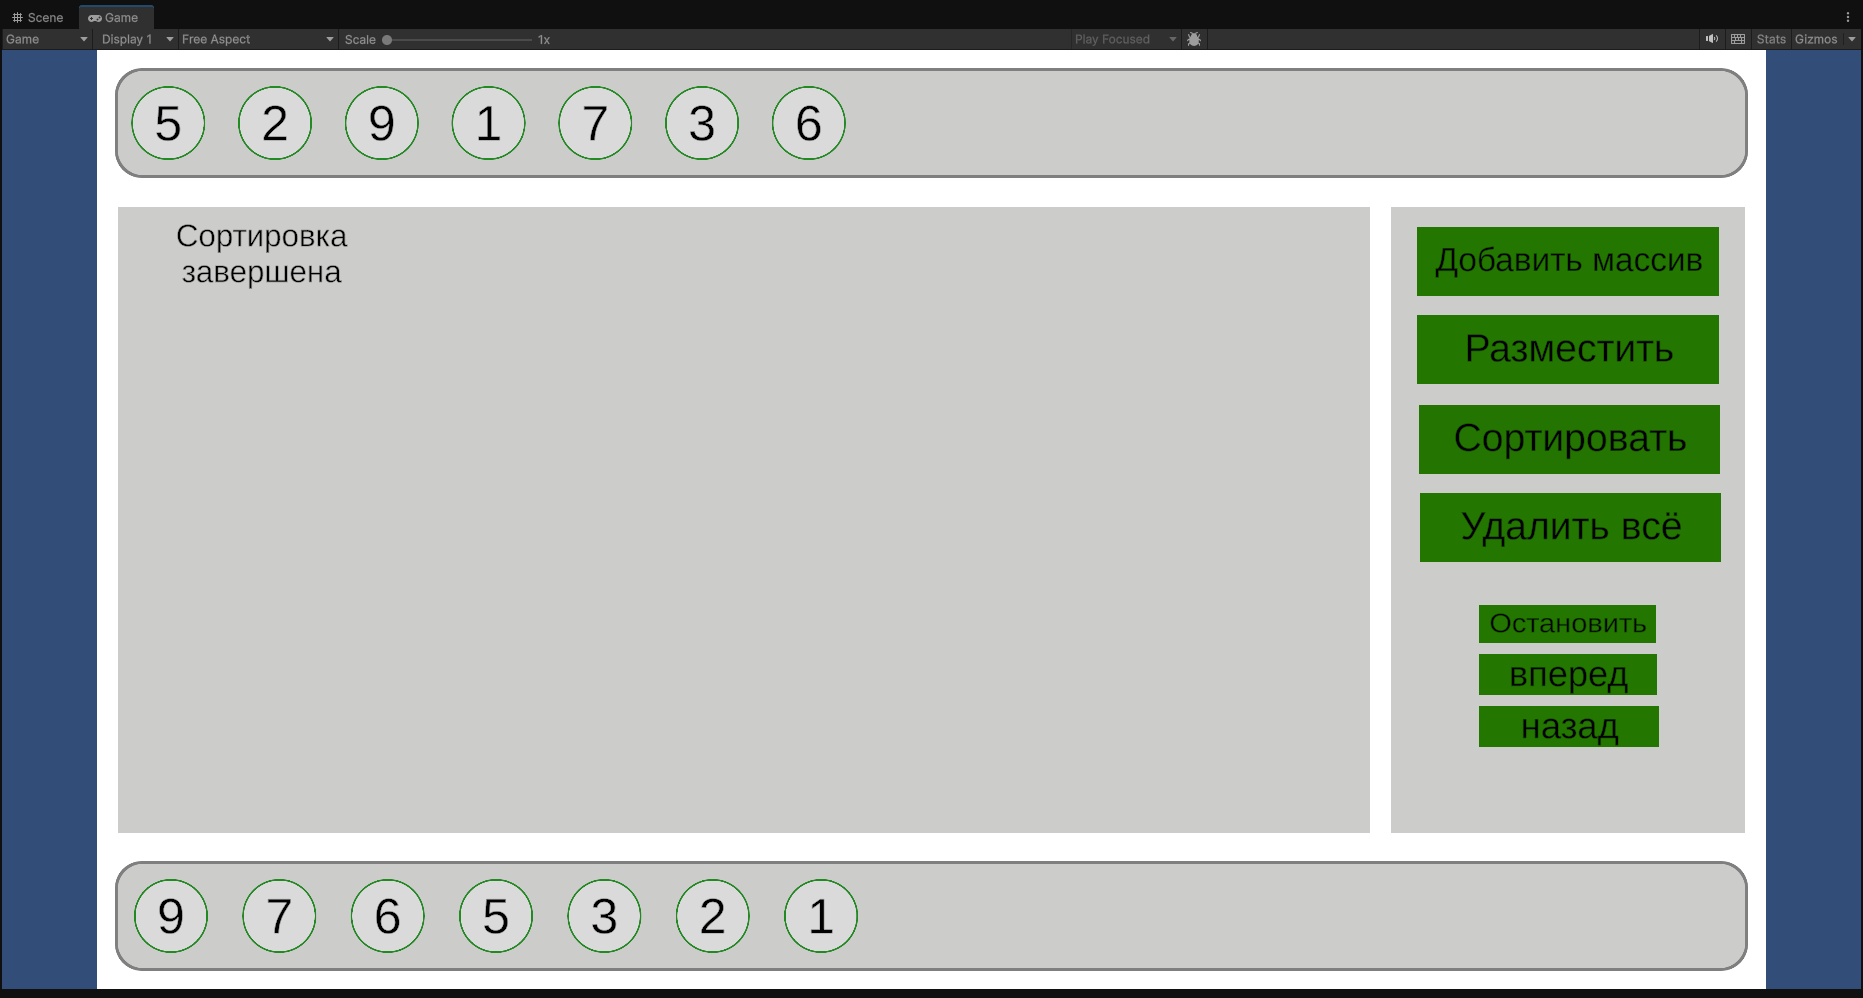 Scene Game
Game Display 1 Free Aspect Scale 1x Play Focused Stats Gizmos
5 2 9 1 7 3 6
Сортировка
завершена
Добавить массив
Разместить
Сортировать
Удалить всё
Остановить
вперед
назад
9 7 6 5 3 2 1